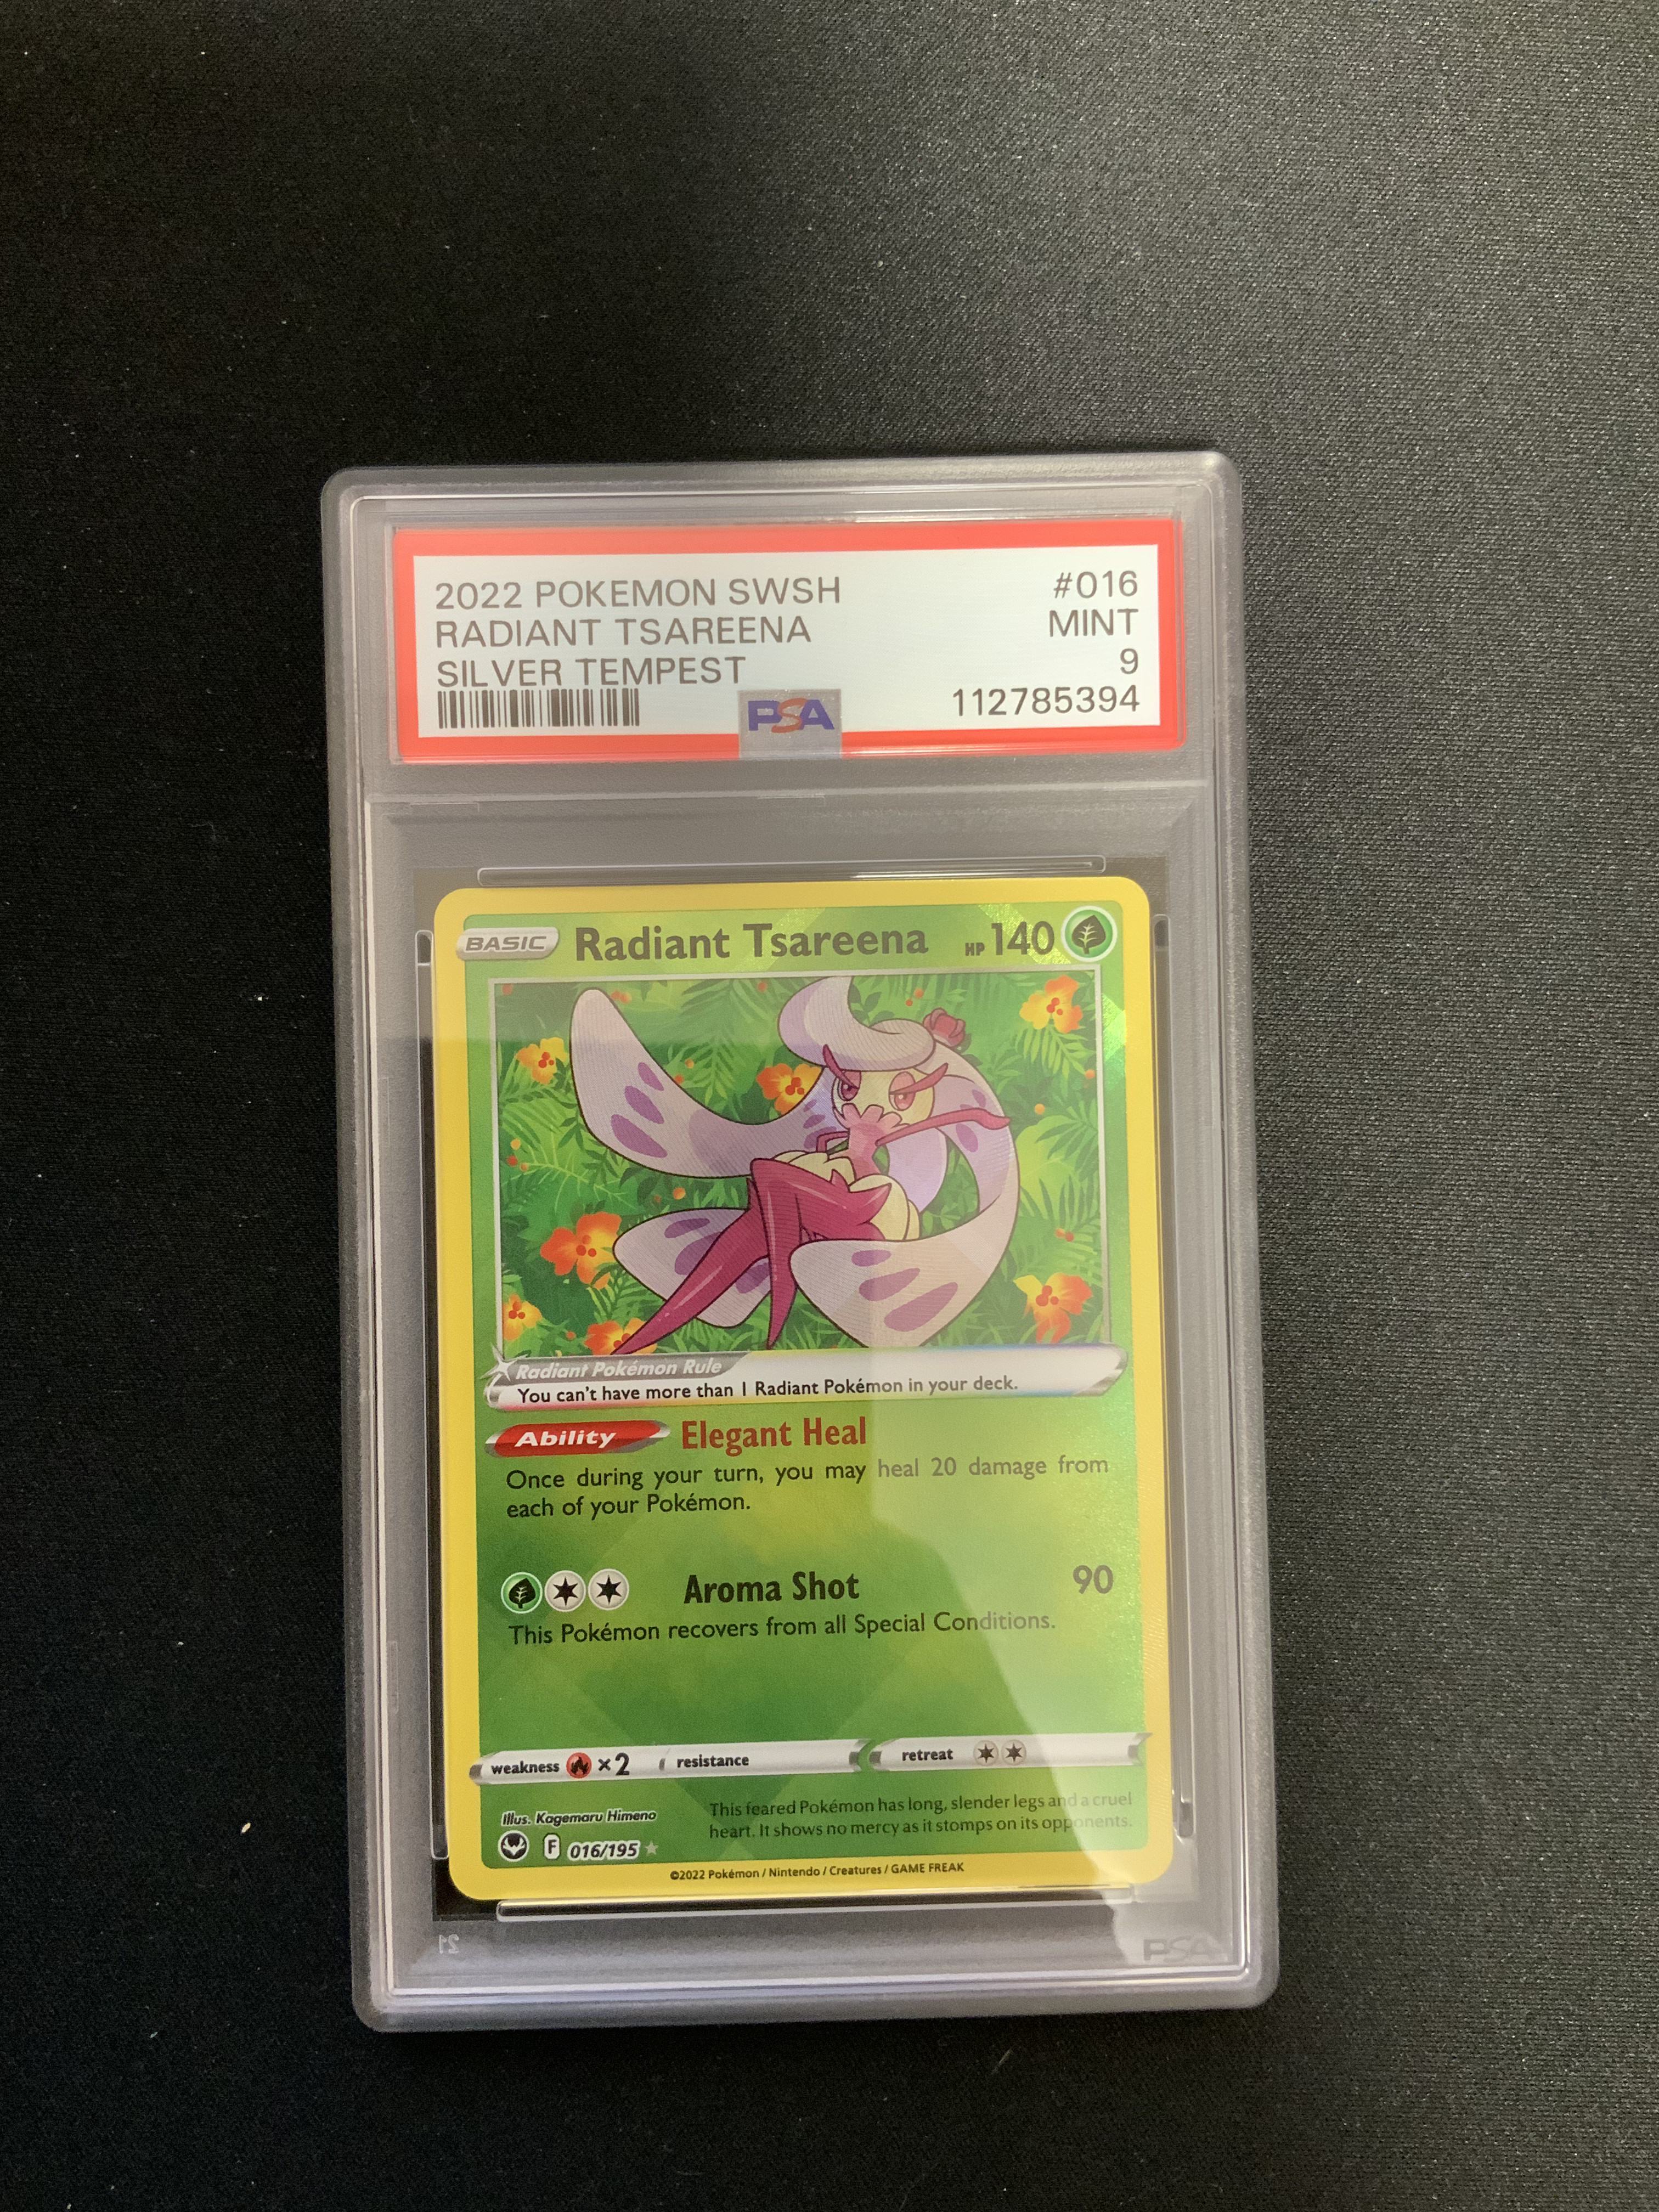 2022 POKEMON SWSH #016
RADIANT TSAREENA MINT
SILVER TEMPEST 9
112785394
PSA
BASIC Radiant Tsareena HP 140
Radiant Pokémon Rule
You can't have more than 1 Radiant Pokémon in your deck.
Ability Elegant Heal
Once during your turn, you may heal 20 damage from
each of your Pokémon.
Aroma Shot 90
This Pokémon recovers from all Special Conditions.
weakness ×2 resistance retreat
Illus. Kagemaru Himeno
This feared Pokémon has long, slender legs and a cruel
heart. It shows no mercy as it stomps on its opponents.
F 016/195
©2022 Pokémon / Nintendo / Creatures / GAME FREAK
21
PSA